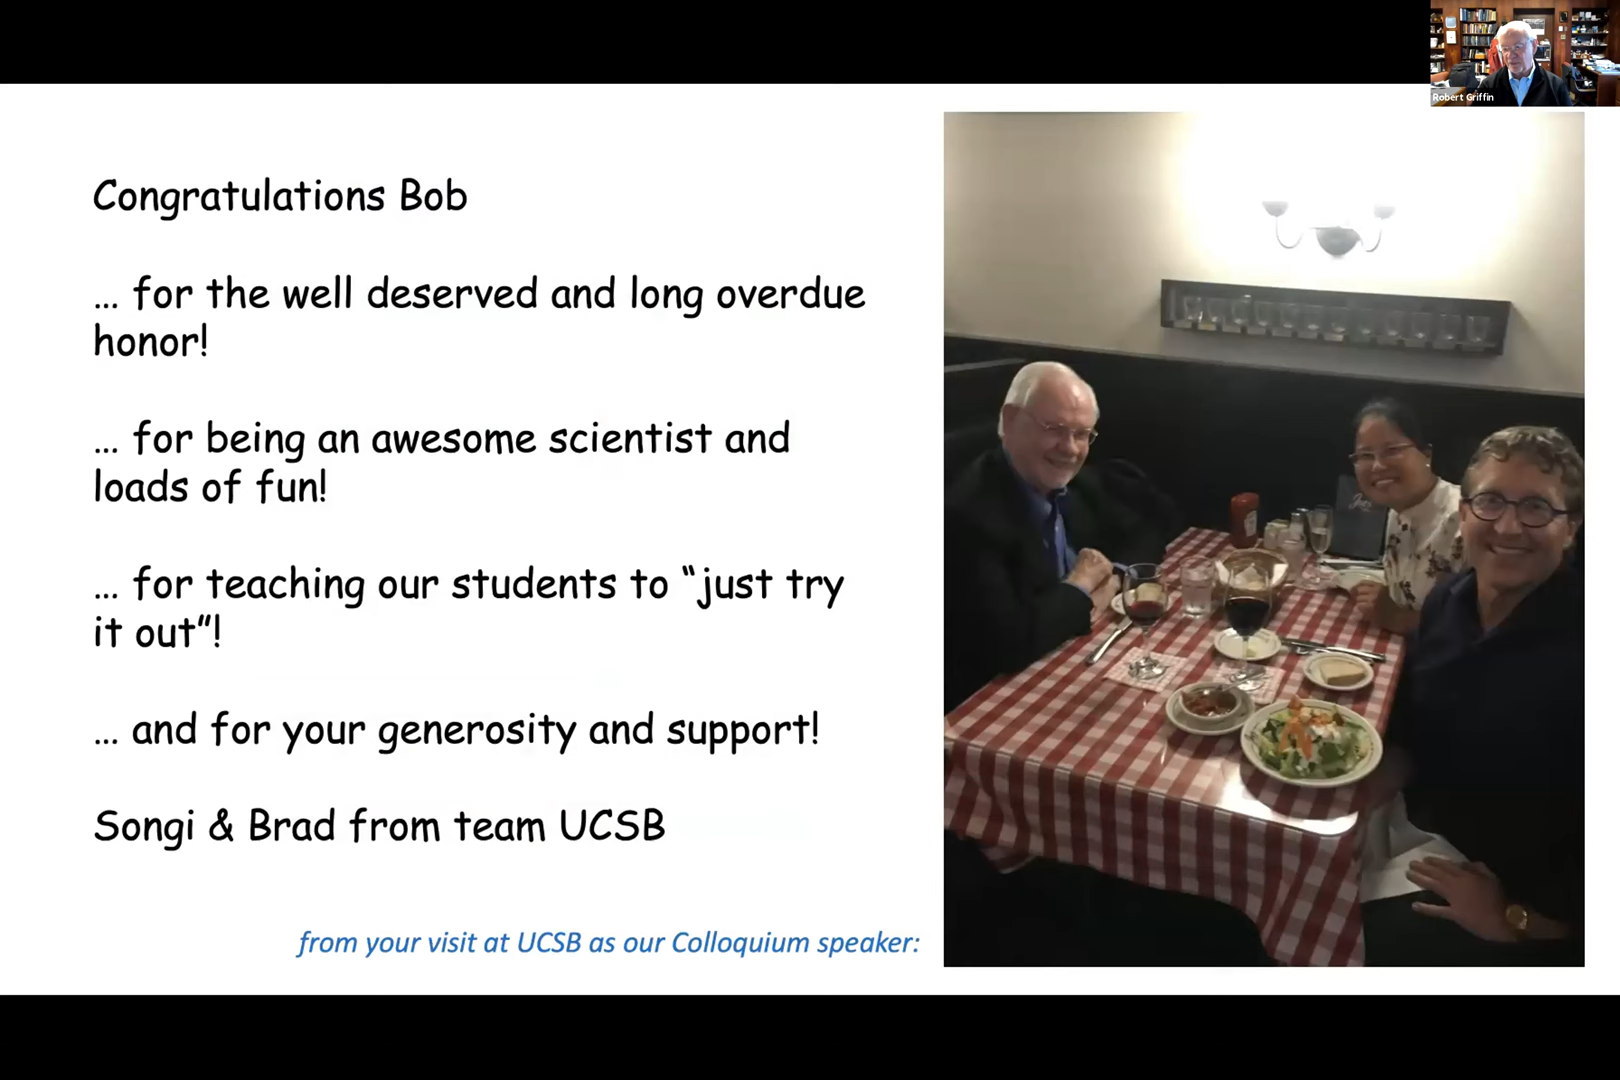 Robert Griffin
Congratulations Bob
... for the well deserved and long overdue
honor!
... for being an awesome scientist and
loads of fun!
... for teaching our students to “just try
it out”!
... and for your generosity and support!
Songi & Brad from team UCSB
from your visit at UCSB as our Colloquium speaker: